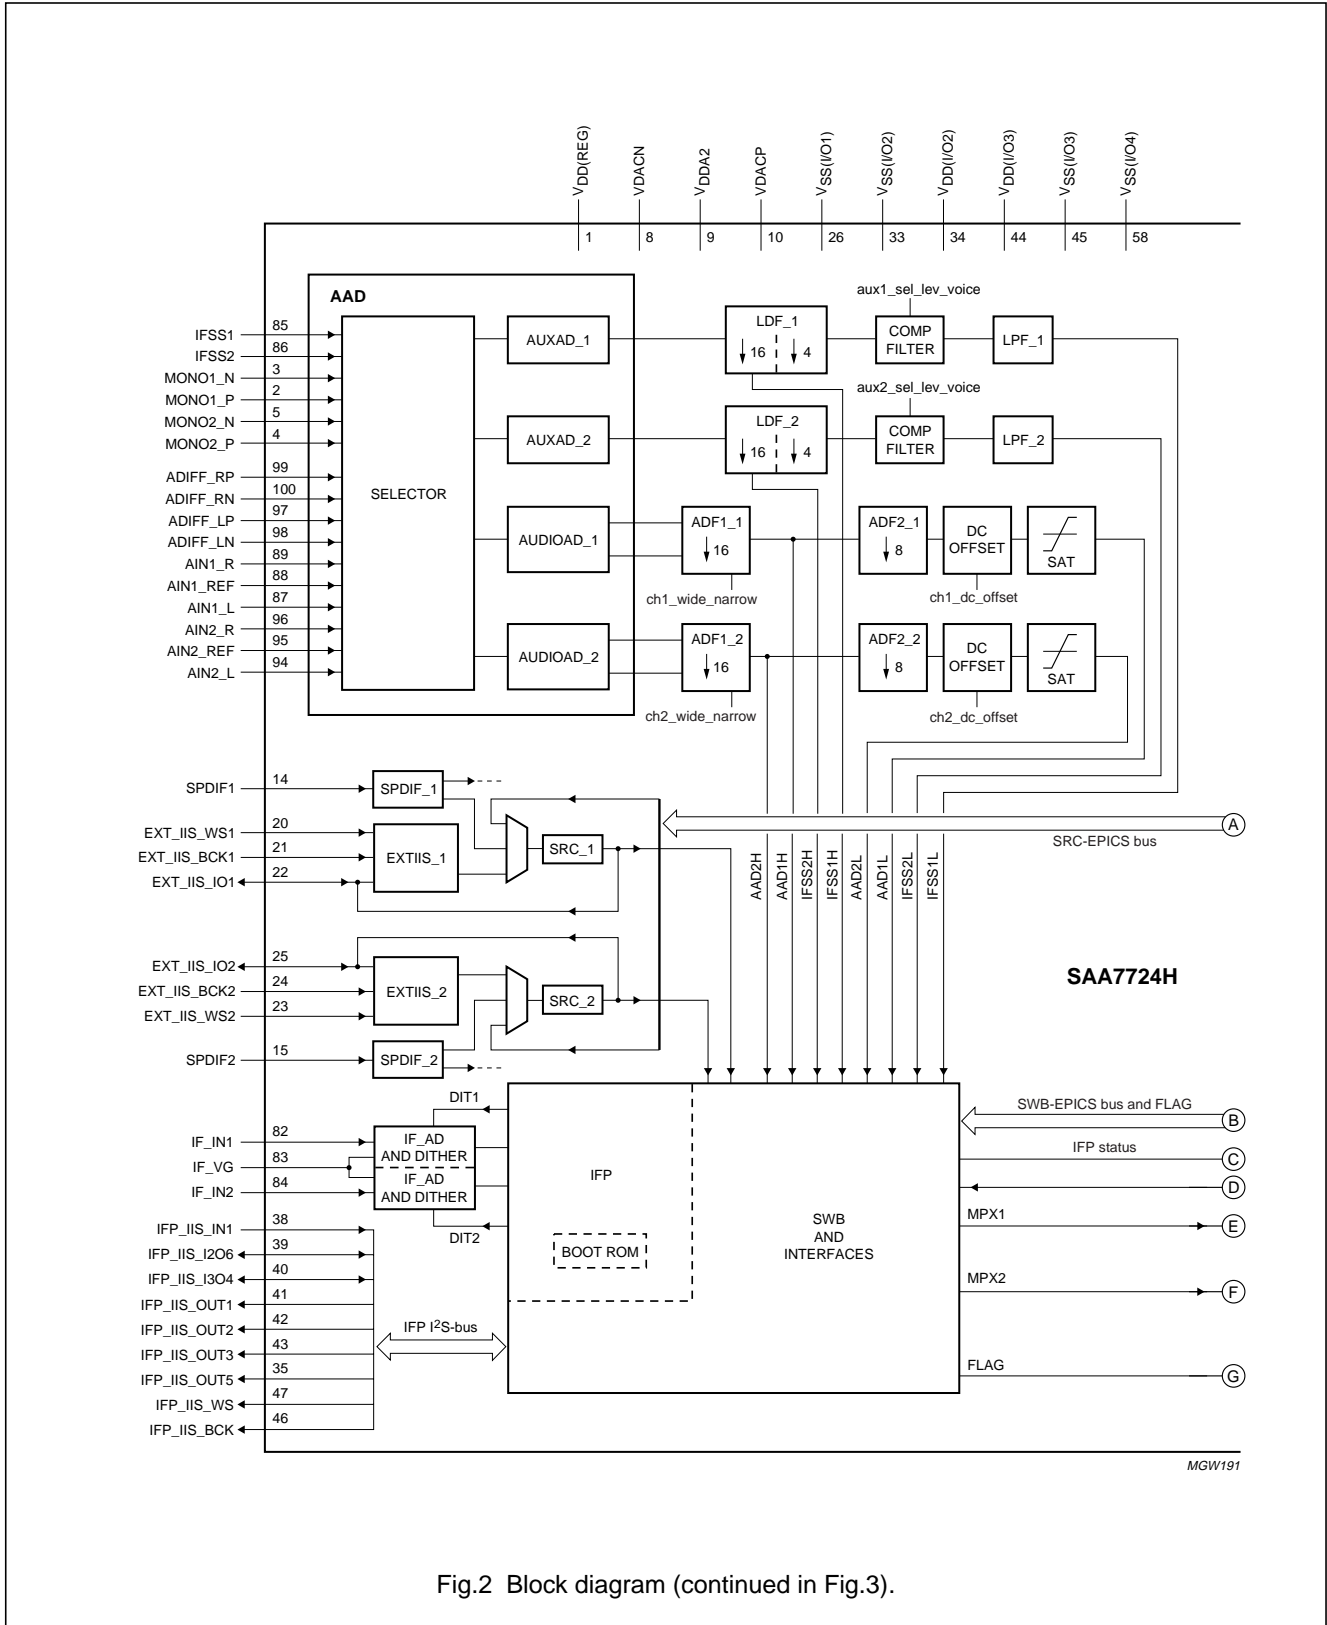 VDD(REG)
VDACN
VDDA2
VDACP
VSS(I/O1)
VSS(I/O2)
VDD(I/O2)
VDD(I/O3)
VSS(I/O3)
VSS(I/O4)
1
8
9
10
26
33
34
44
45
58
AAD
IFSS1 85
IFSS2 86
MONO1_N 3
MONO1_P 2
MONO2_N 5
MONO2_P 4
ADIFF_RP 99
ADIFF_RN 100
ADIFF_LP 97
ADIFF_LN 98
AIN1_R 89
AIN1_REF 88
AIN1_L 87
AIN2_R 96
AIN2_REF 95
AIN2_L 94
SELECTOR
AUXAD_1
AUXAD_2
AUDIOAD_1
AUDIOAD_2
LDF_1
16 4
aux1_sel_lev_voice
COMP
FILTER
LPF_1
LDF_2
16 4
aux2_sel_lev_voice
COMP
FILTER
LPF_2
ADF1_1
16
ch1_wide_narrow
ADF2_1
8
DC
OFFSET
ch1_dc_offset
SAT
ADF1_2
16
ch2_wide_narrow
ADF2_2
8
DC
OFFSET
ch2_dc_offset
SAT
SPDIF1 14
SPDIF_1
EXT_IIS_WS1 20
EXT_IIS_BCK1 21
EXT_IIS_IO1 22
EXTIIS_1
SRC_1
A
SRC-EPICS bus
AAD2H
AAD1H
IFSS2H
IFSS1H
AAD2L
AAD1L
IFSS2L
IFSS1L
EXT_IIS_IO2 25
EXT_IIS_BCK2 24
EXT_IIS_WS2 23
EXTIIS_2
SRC_2
SPDIF2 15
SPDIF_2
SAA7724H
DIT1
IF_IN1 82
IF_VG 83
IF_IN2 84
IF_AD
AND DITHER
IF_AD
AND DITHER
DIT2
IFP
BOOT ROM
SWB
AND
INTERFACES
SWB-EPICS bus and FLAG
B
IFP status
C
D
MPX1
E
MPX2
F
FLAG
G
IFP_IIS_IN1 38
IFP_IIS_I2O6 39
IFP_IIS_I3O4 40
IFP_IIS_OUT1 41
IFP_IIS_OUT2 42
IFP_IIS_OUT3 43
IFP_IIS_OUT5 35
IFP_IIS_WS 47
IFP_IIS_BCK 46
IFP I2S-bus
MGW191
Fig.2 Block diagram (continued in Fig.3).